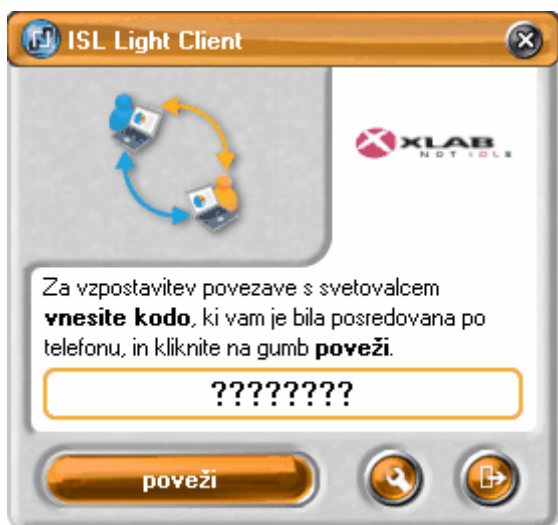 ISL Light Client
XLAB
NOT IDLE
Za vzpostavitev povezave s svetovalcem
vnesite kodo, ki vam je bila posredovana po
telefonu, in kliknite na gumb poveži.
????????
poveži